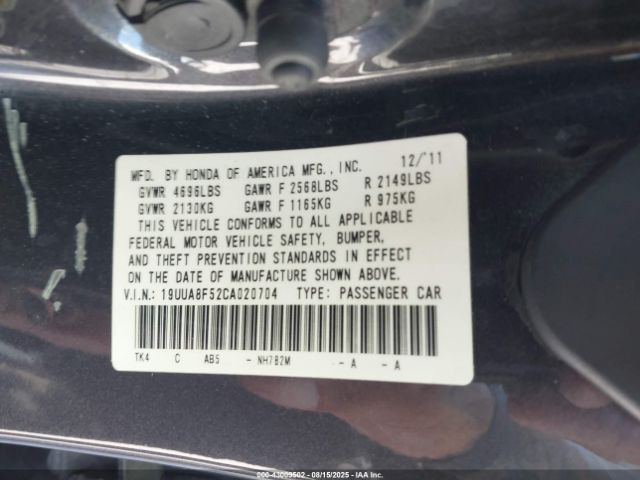 MFD. BY HONDA OF AMERICA MFG., INC. 12/'11
GVWR 4696LBS GAWR F 2568LBS R 2149LBS
GVWR 2130KG GAWR F 1165KG R 975KG
THIS VEHICLE CONFORMS TO ALL APPLICABLE
FEDERAL MOTOR VEHICLE SAFETY, BUMPER,
AND THEFT PREVENTION STANDARDS IN EFFECT
ON THE DATE OF MANUFACTURE SHOWN ABOVE.
V.I.N.: 19UUA8F52CA020704 TYPE: PASSENGER CAR
TK4 C AB5 - NH782M - A - A
000-43009502 - 08/15/2025 - IAA Inc.